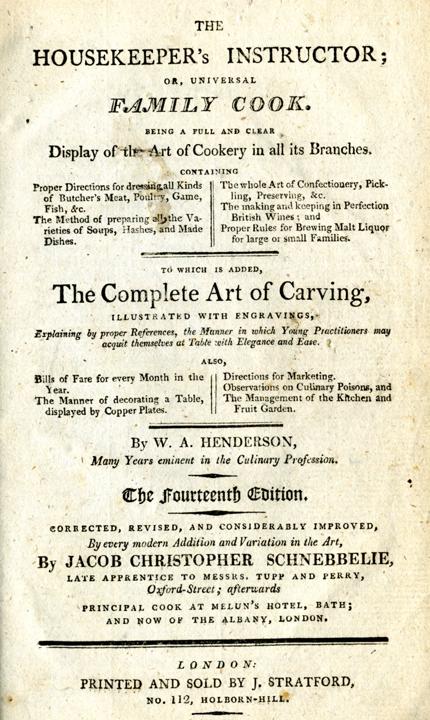 THE
HOUSEKEEPER's INSTRUCTOR;
OR, UNIVERSAL
FAMILY COOK.
BEING A FULL AND CLEAR
Display of the Art of Cookery in all its Branches.
CONTAINING
Proper Directions for dressing all Kinds
of Butcher's Meat, Poultry, Game,
Fish, &c.
The Method of preparing all the Va-
rieties of Soups, Hashes, and Made
Dishes.
The whole Art of Confectionery, Pick-
ling, Preserving, &c.
The making and keeping in Perfection
British Wines; and
Proper Rules for Brewing Malt Liquor
for large or small Families.
TO WHICH IS ADDED,
The Complete Art of Carving,
ILLUSTRATED WITH ENGRAVINGS,
Explaining by proper References, the Manner in which Young Practitioners may
acquit themselves at Table with Elegance and Ease.
ALSO,
Bills of Fare for every Month in the
Year.
The Manner of decorating a Table,
displayed by Copper Plates.
Directions for Marketing.
Observations on Culinary Poisons, and
The Management of the Kitchen and
Fruit Garden.
By W. A. HENDERSON,
Many Years eminent in the Culinary Profession.
The Fourteenth Edition.
CORRECTED, REVISED, AND CONSIDERABLY IMPROVED,
By every modern Addition and Variation in the Art,
By JACOB CHRISTOPHER SCHNEBBELIE,
LATE APPRENTICE TO MESSRS. TUPP AND PERRY,
Oxford-Street; afterwards
PRINCIPAL COOK AT MELUN'S HOTEL, BATH;
AND NOW OF THE ALBANY, LONDON.
LONDON:
PRINTED AND SOLD BY J. STRATFORD,
NO. 112, HOLBORN-HILL.